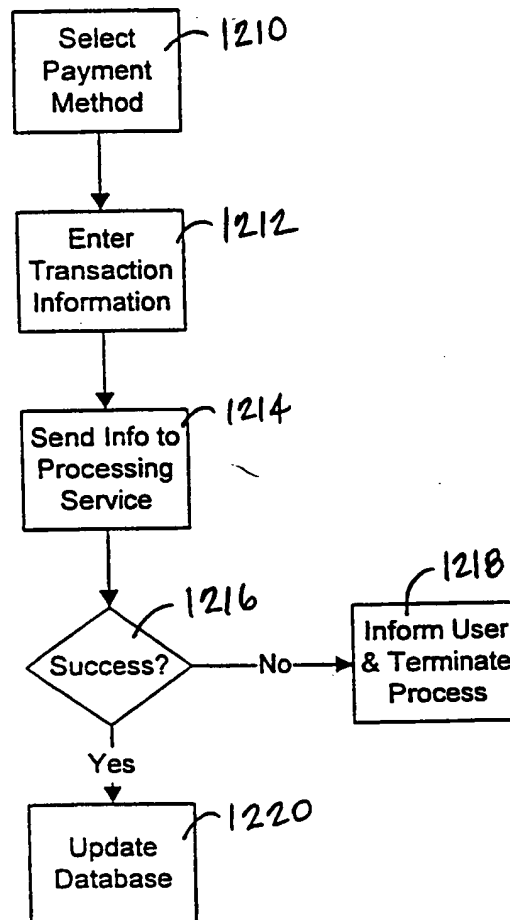 Select
Payment
Method
1210
Enter
Transaction
Information
1212
Send Info to
Processing
Service
1214
Success?
1216
No
Inform User
& Terminate
Process
1218
Yes
Update
Database
1220